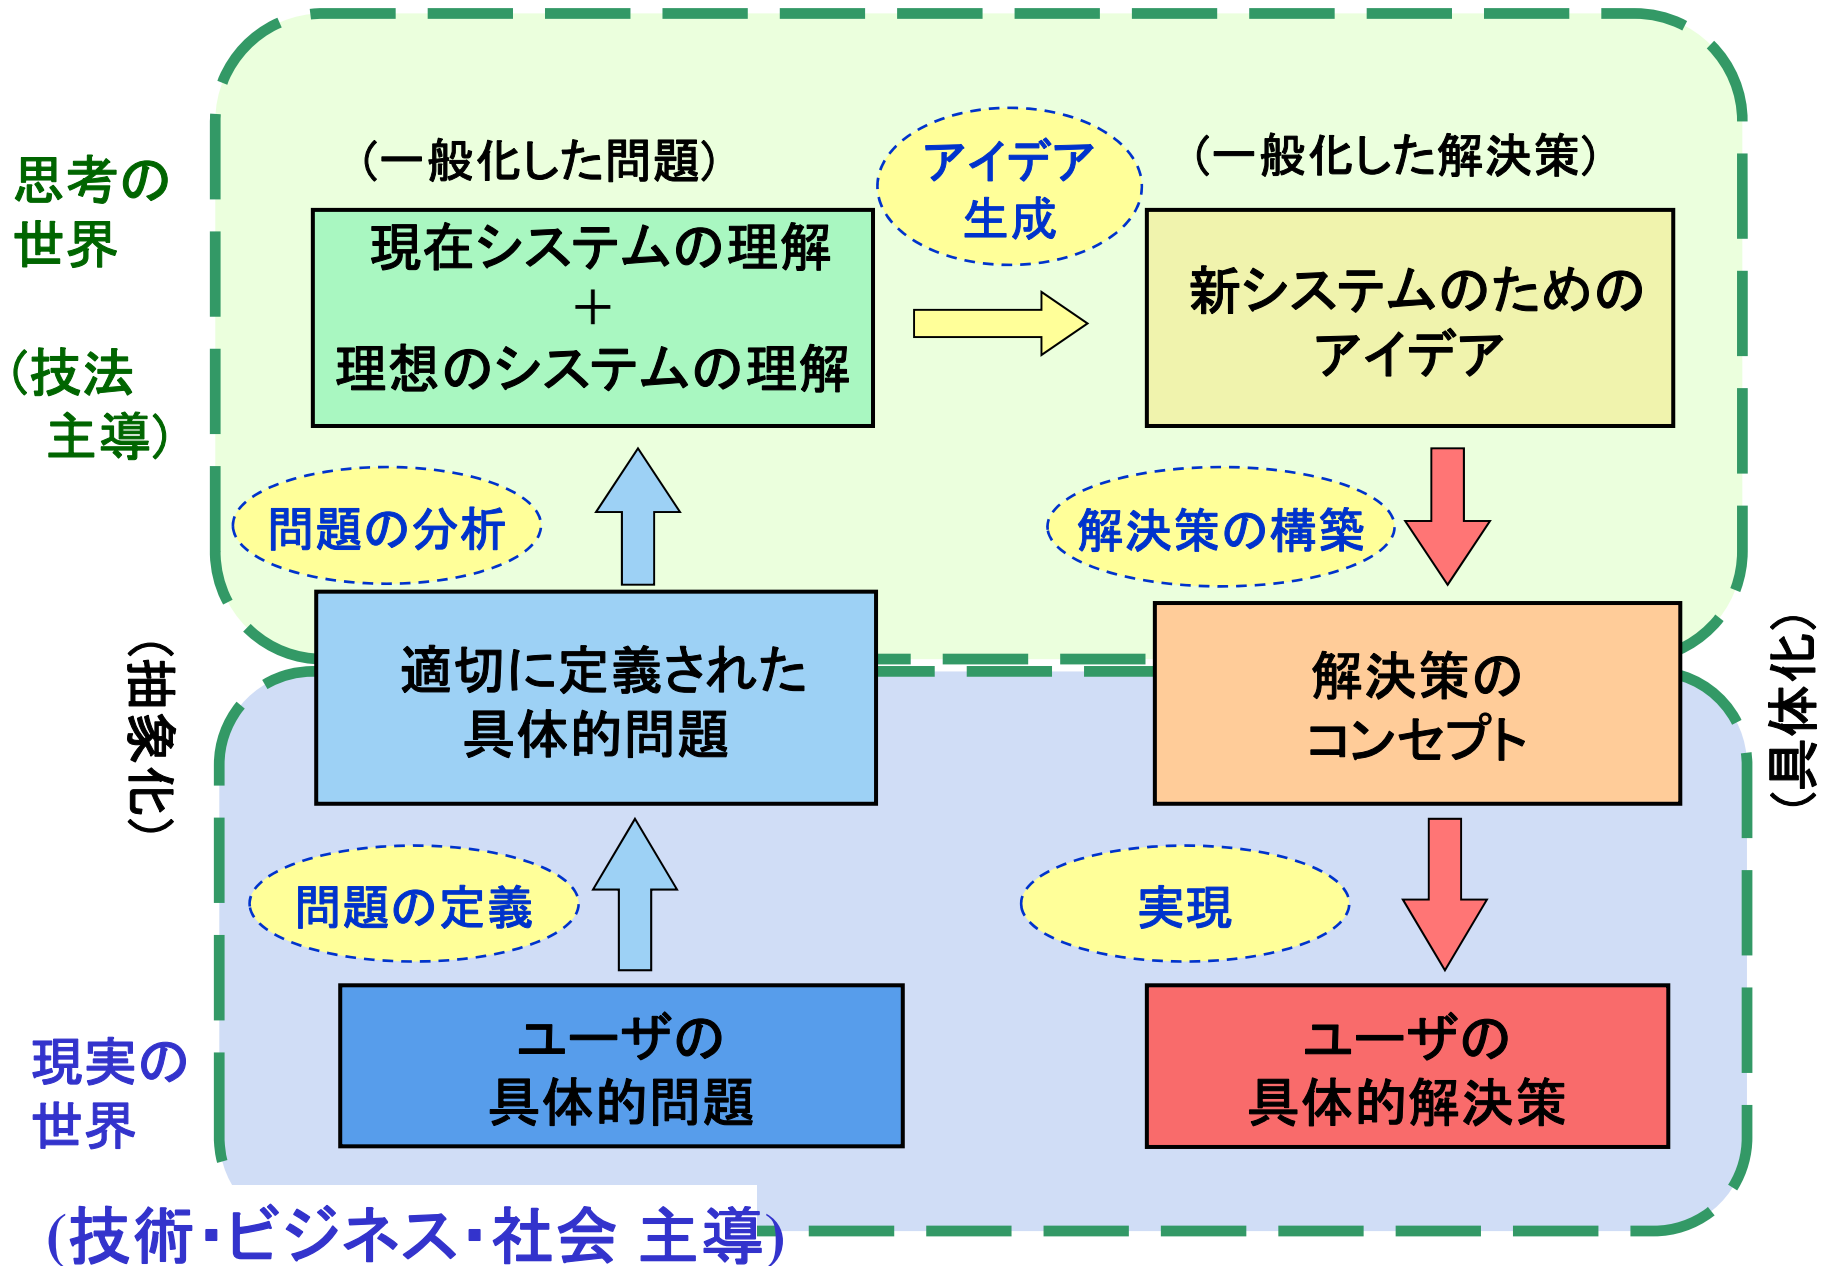 思考の
世界
（技法
主導）
（一般化した問題）
現在システムの理解
＋
理想のシステムの理解
アイデア
生成
（一般化した解決策）
新システムのための
アイデア
問題の分析
解決策の構築
（抽象化）
適切に定義された
具体的問題
解決策の
コンセプト
（具体化）
問題の定義
実現
現実の
世界
ユーザの
具体的問題
ユーザの
具体的解決策
(技術・ビジネス・社会 主導)